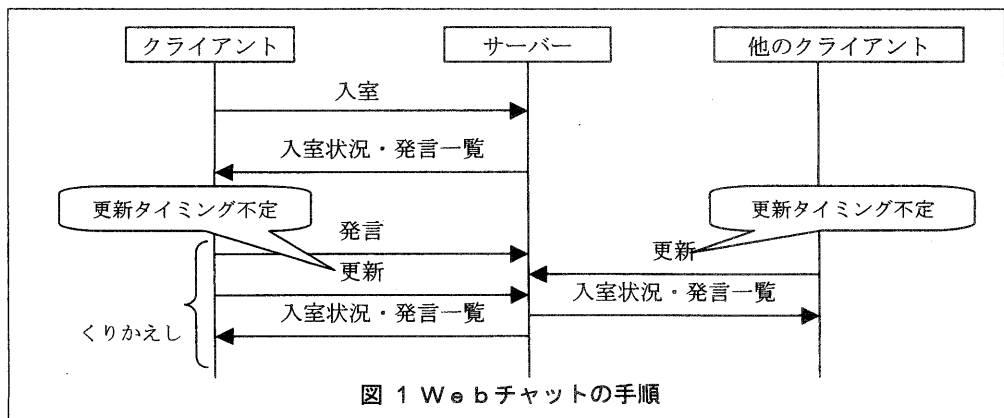 クライアント
サーバー
他のクライアント
入室
入室状況・発言一覧
更新タイミング不定
更新タイミング不定
発言
更新
更新
入室状況・発言一覧
入室状況・発言一覧
くりかえし
図 1 Webチャットの手順